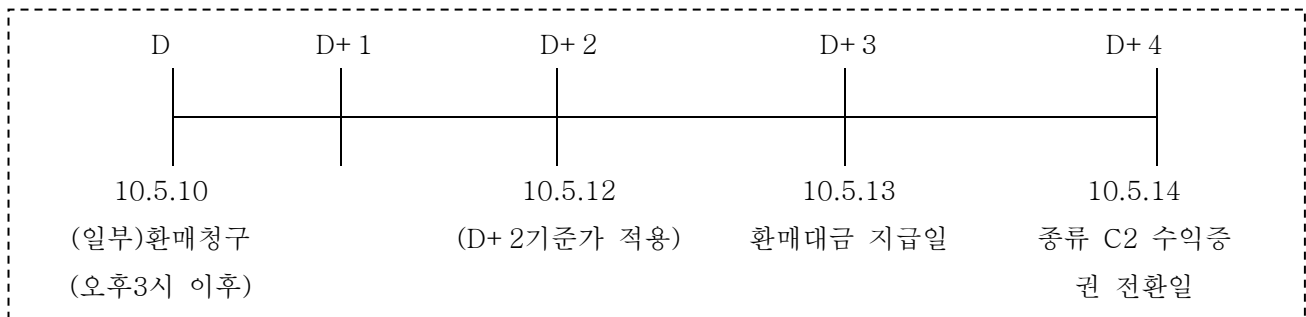 D D+1 D+2 D+3 D+4
10.5.10 10.5.12 10.5.13 10.5.14
(일부)환매청구 (D+2기준가 적용) 환매대금 지급일 종류 C2 수익증
(오후3시 이후) 권 전환일